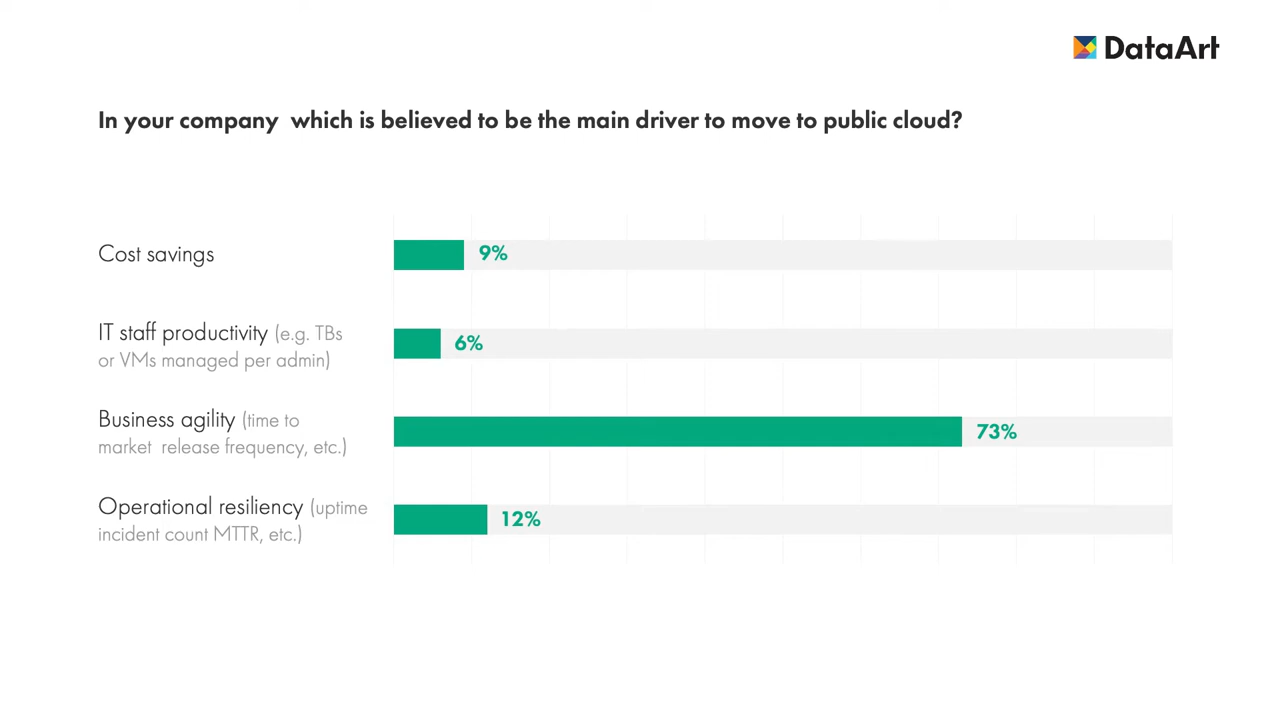 DataArt
In your company  which is believed to be the main driver to move to public cloud?
Cost savings
9%
IT staff productivity (e.g. TBs
or VMs managed per admin)
6%
Business agility (time to
market  release frequency, etc.)
73%
Operational resiliency (uptime
incident count MTTR, etc.)
12%